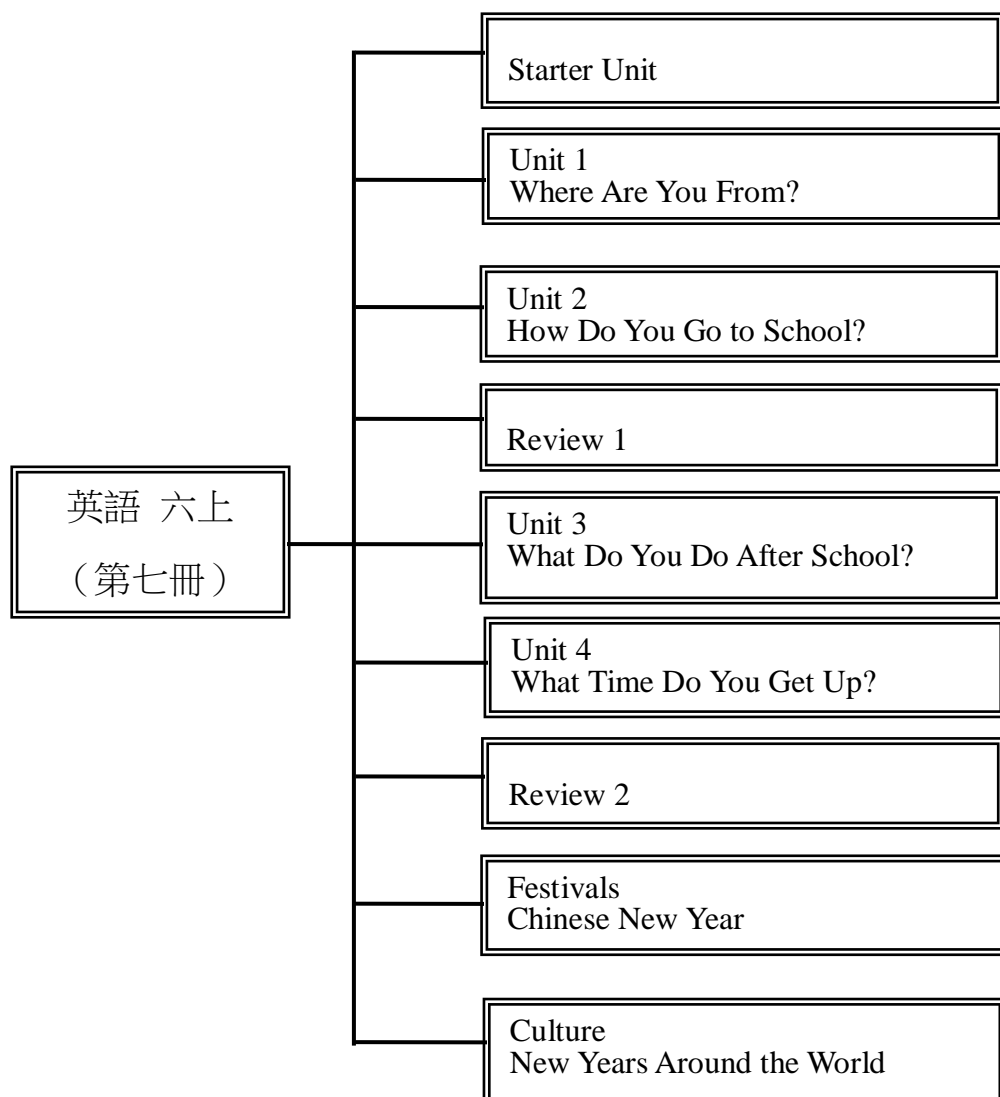 英語 六上
（第七冊）
Starter Unit
Unit 1
Where Are You From?
Unit 2
How Do You Go to School?
Review 1
Unit 3
What Do You Do After School?
Unit 4
What Time Do You Get Up?
Review 2
Festivals
Chinese New Year
Culture
New Years Around the World